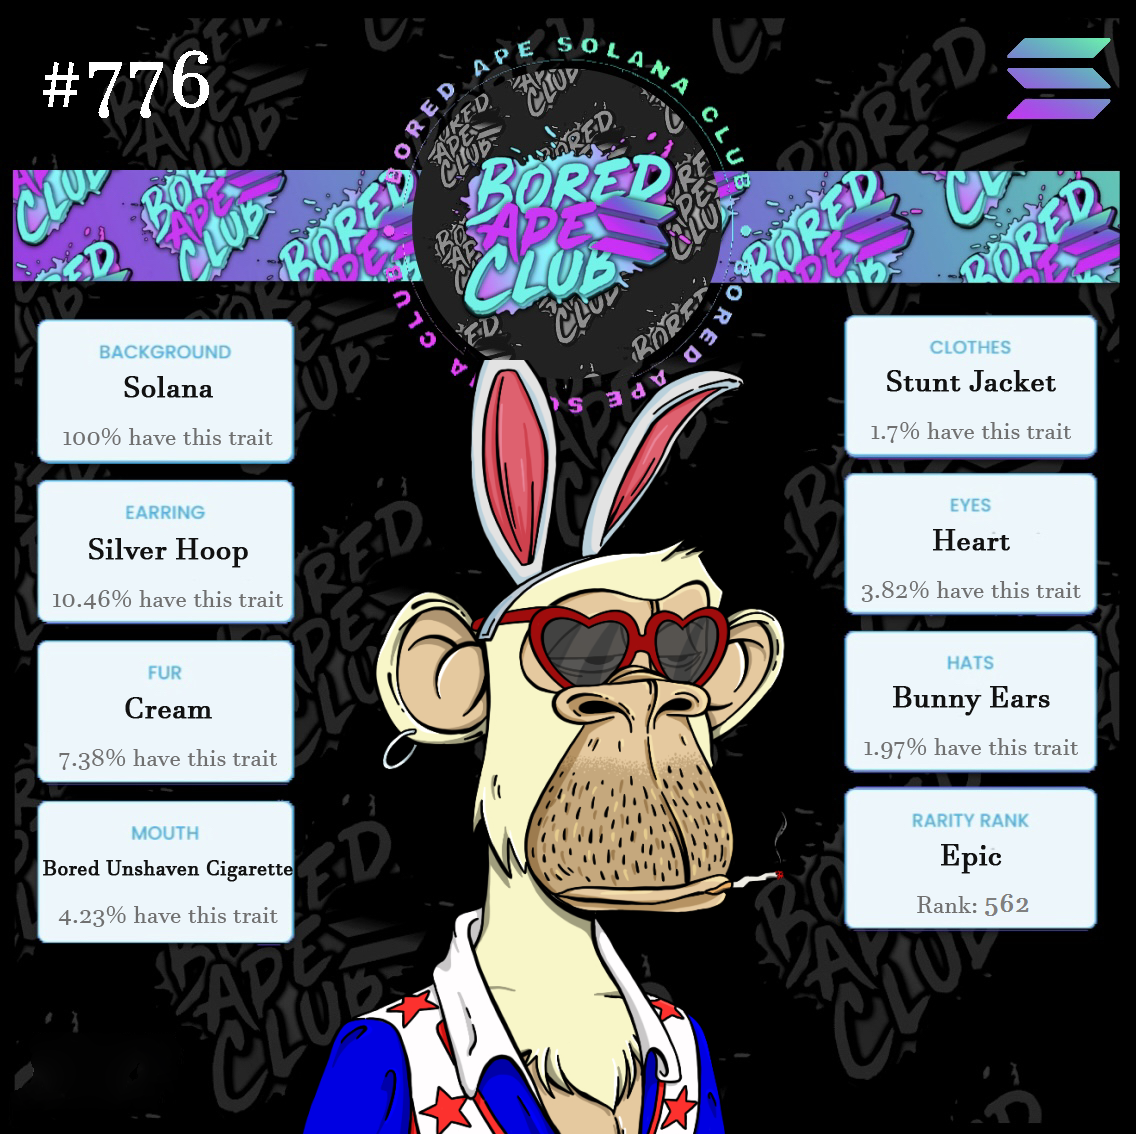 #776
BORED APE SOLANA CLUB
BORED
APE
CLUB
BACKGROUND
Solana
100% have this trait
EARRING
Silver Hoop
10.46% have this trait
FUR
Cream
7.38% have this trait
MOUTH
Bored Unshaven Cigarette
4.23% have this trait
CLOTHES
Stunt Jacket
1.7% have this trait
EYES
Heart
3.82% have this trait
HATS
Bunny Ears
1.97% have this trait
RARITY RANK
Epic
Rank: 562